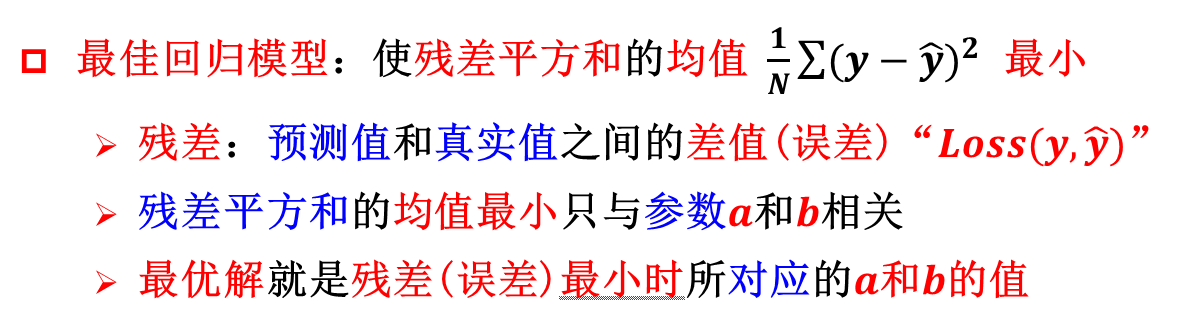 最佳回归模型：使残差平方和的均值 1/N ∑(y − ŷ)² 最小
残差：预测值和真实值之间的差值(误差)“Loss(y,ŷ)”
残差平方和的均值最小只与参数a和b相关
最优解就是残差(误差)最小时所对应的a和b的值